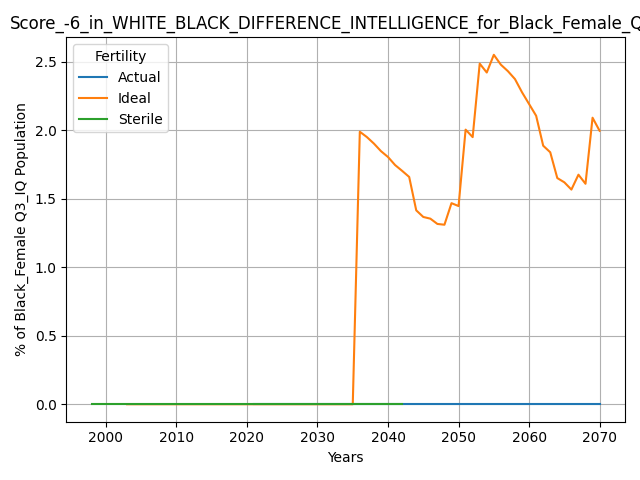 Score_-6_in_WHITE_BLACK_DIFFERENCE_INTELLIGENCE_for_Black_Female_Q
Fertility
Actual
Ideal
Sterile
% of Black_Female Q3_IQ Population
2.5
2.0
1.5
1.0
0.5
0.0
2000 2010 2020 2030 2040 2050 2060 2070
Years